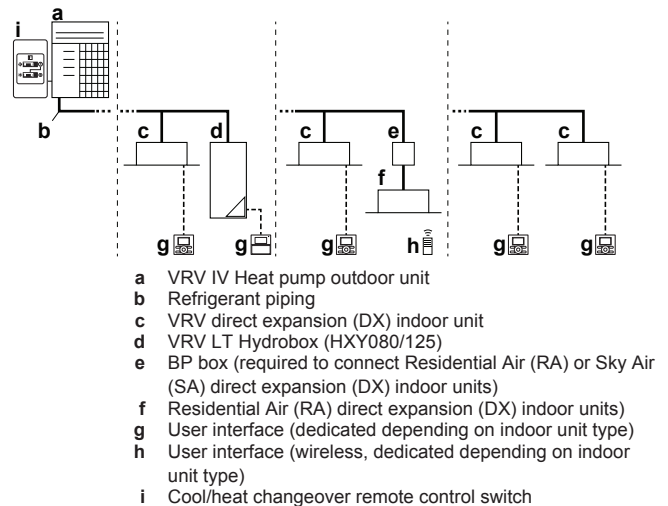 i
a
b
c
d
c
e
f
c
c
g
g
g
h
g
g
a VRV IV Heat pump outdoor unit
b Refrigerant piping
c VRV direct expansion (DX) indoor unit
d VRV LT Hydrobox (HXY080/125)
e BP box (required to connect Residential Air (RA) or Sky Air
(SA) direct expansion (DX) indoor units)
f Residential Air (RA) direct expansion (DX) indoor units)
g User interface (dedicated depending on indoor unit type)
h User interface (wireless, dedicated depending on indoor
unit type)
i Cool/heat changeover remote control switch